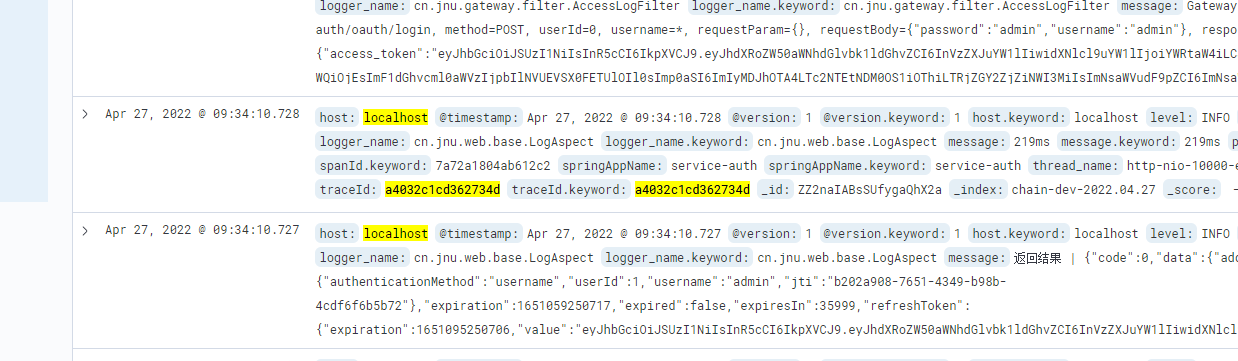 logger_name: cn.jnu.gateway.filter.AccessLogFilter logger_name.keyword: cn.jnu.gateway.filter.AccessLogFilter message: Gateway
auth/oauth/login, method=POST, userId=0, username=*, requestParam={}, requestBody={"password":"admin","username":"admin"}, respo
{"access_token":"eyJhbGciOiJSUzI1NiIsInR5cCI6IkpXVCJ9.eyJhdXRoZW50aWNhdGlvbk1ldGhvZCI6InVzZXJuYW1lIiwidXNlcl9uYW1lIjoiYWRtaW4iLC
Apr 27, 2022 @ 09:34:10.728 host: localhost @timestamp: Apr 27, 2022 @ 09:34:10.728 @version: 1 @version.keyword: 1 host.keyword: localhost level: INFO
logger_name: cn.jnu.web.base.LogAspect logger_name.keyword: cn.jnu.web.base.LogAspect message: 219ms message.keyword: 219ms p
spanId.keyword: 7a72a1804ab612c2 springAppName: service-auth springAppName.keyword: service-auth thread_name: http-nio-10000-e
traceId: a4032c1cd362734d traceId.keyword: a4032c1cd362734d _id: ZZ2naIABsSUfygaQhX2a _index: chain-dev-2022.04.27 _score: -
Apr 27, 2022 @ 09:34:10.727 host: localhost @timestamp: Apr 27, 2022 @ 09:34:10.727 @version: 1 @version.keyword: 1 host.keyword: localhost level: INFO
logger_name: cn.jnu.web.base.LogAspect logger_name.keyword: cn.jnu.web.base.LogAspect message: 返回结果 | {"code":0,"data":{"add
{"authenticationMethod":"username","userId":1,"username":"admin","jti":"b202a908-7651-4349-b98b-
4cdf6f6b5b72"},"expiration":1651059250717,"expired":false,"expiresIn":35999,"refreshToken":
{"expiration":1651095250706,"value":"eyJhbGciOiJSUzI1NiIsInR5cCI6IkpXVCJ9.eyJhdXRoZW50aWNhdGlvbk1ldGhvZCI6InVzZXJuYW1lIiwidXNlcl